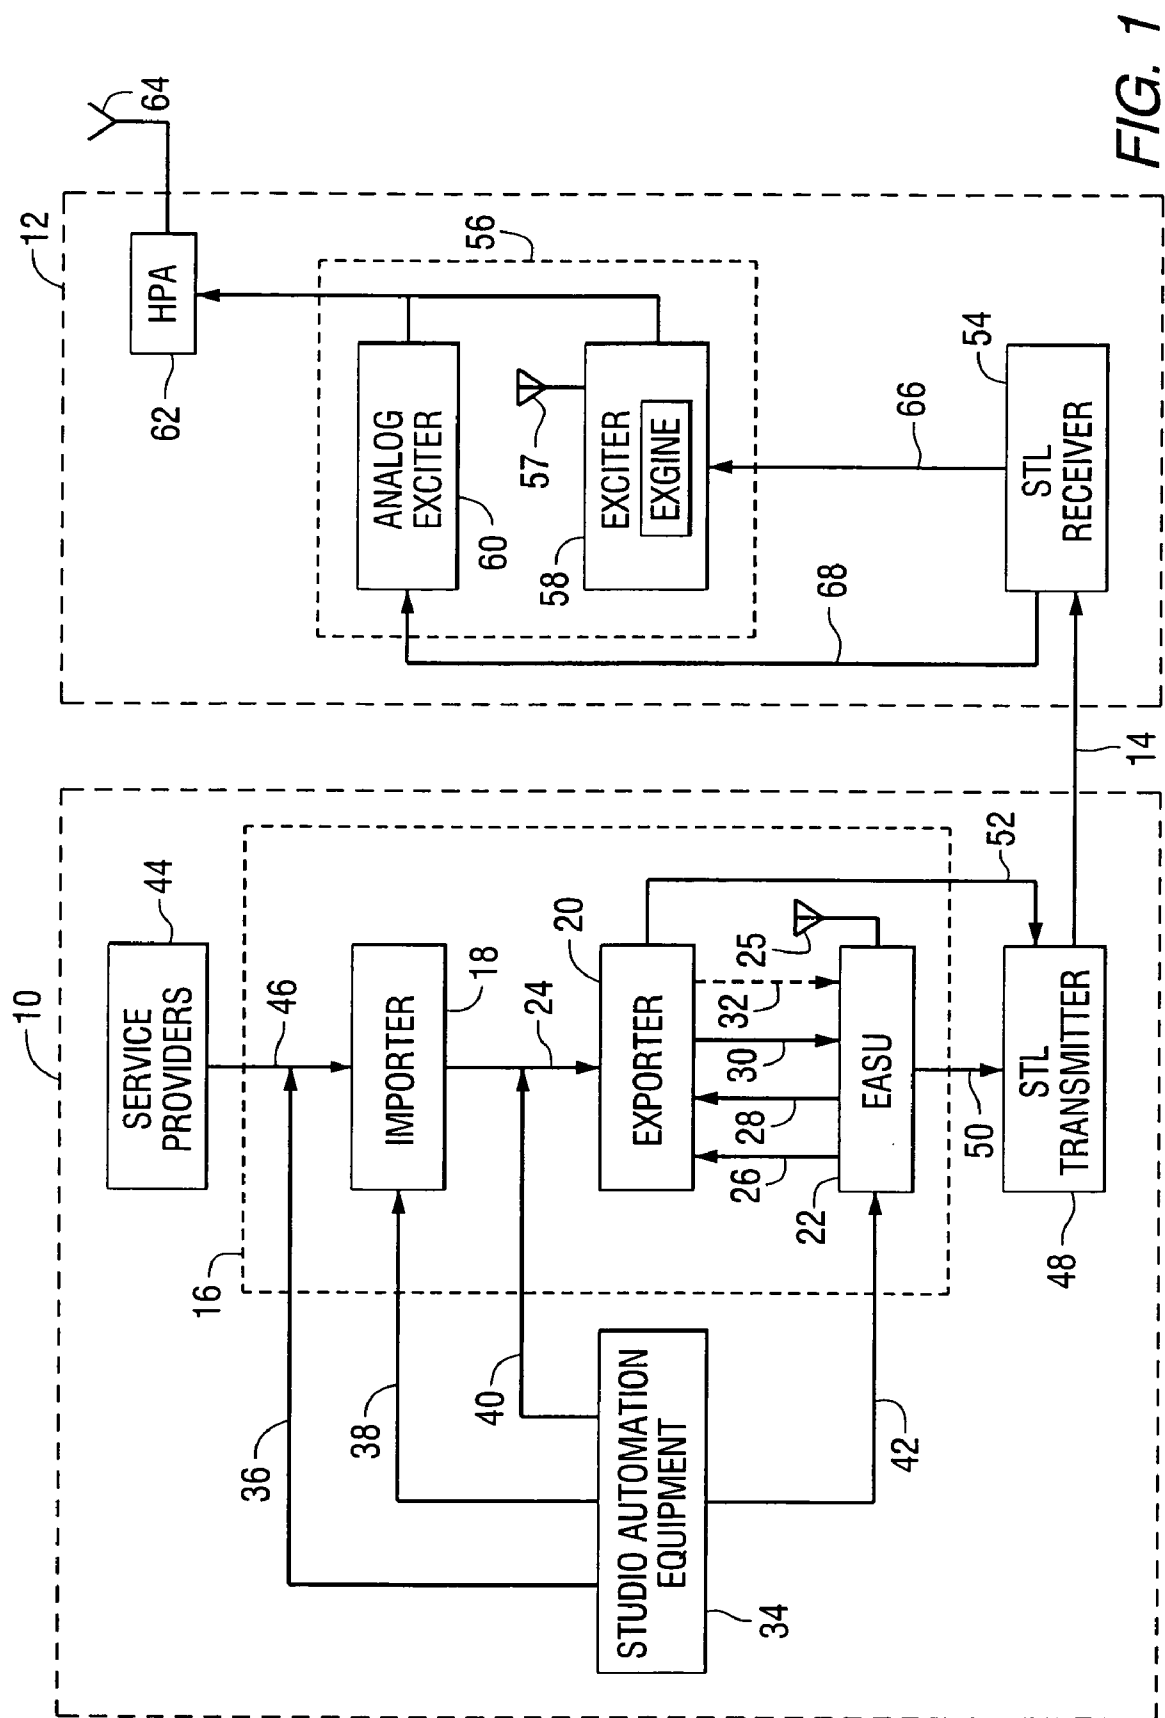 10
12
44
SERVICE
PROVIDERS
HPA
64
62
36
46
16
56
38
IMPORTER
18
ANALOG
EXCITER
60
40
24
57
20
STUDIO AUTOMATION
EQUIPMENT
34
EXPORTER
58
EXCITER
EXGINE
26
28
30
32
25
68
66
42
22
EASU
50
52
54
48
STL
TRANSMITTER
STL
RECEIVER
14
FIG. 1